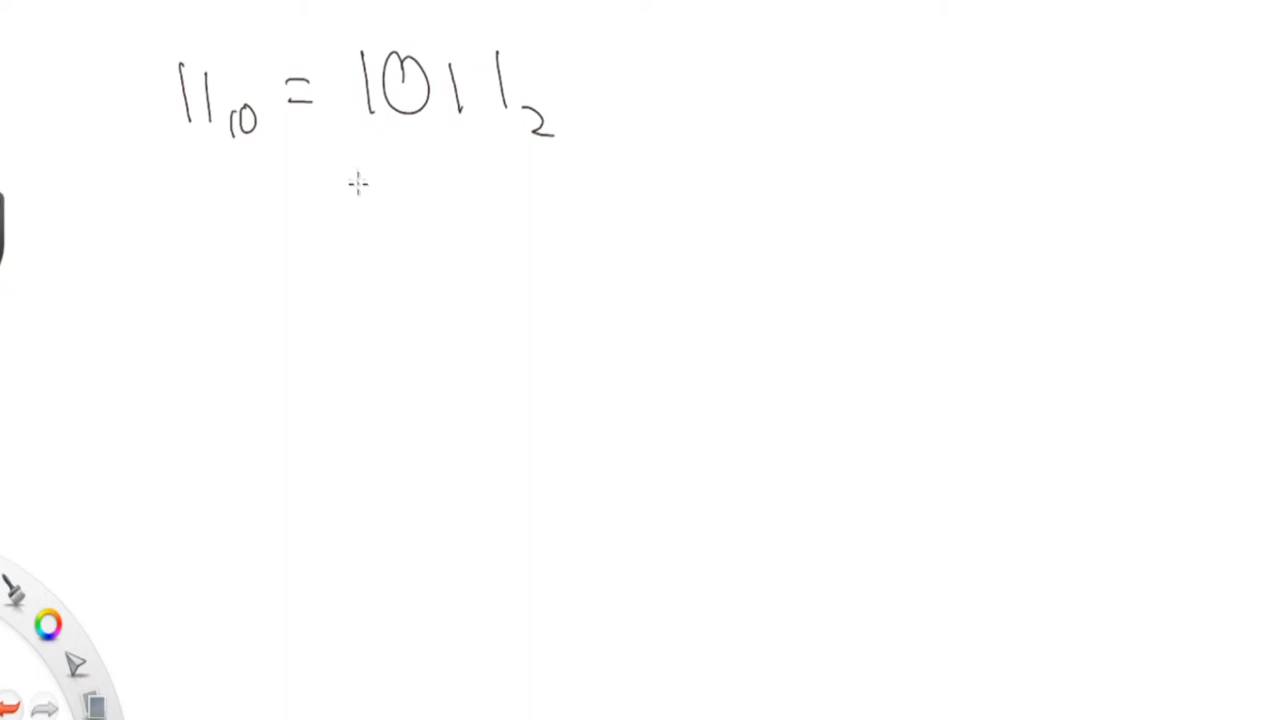 11₁₀ = 1011₂